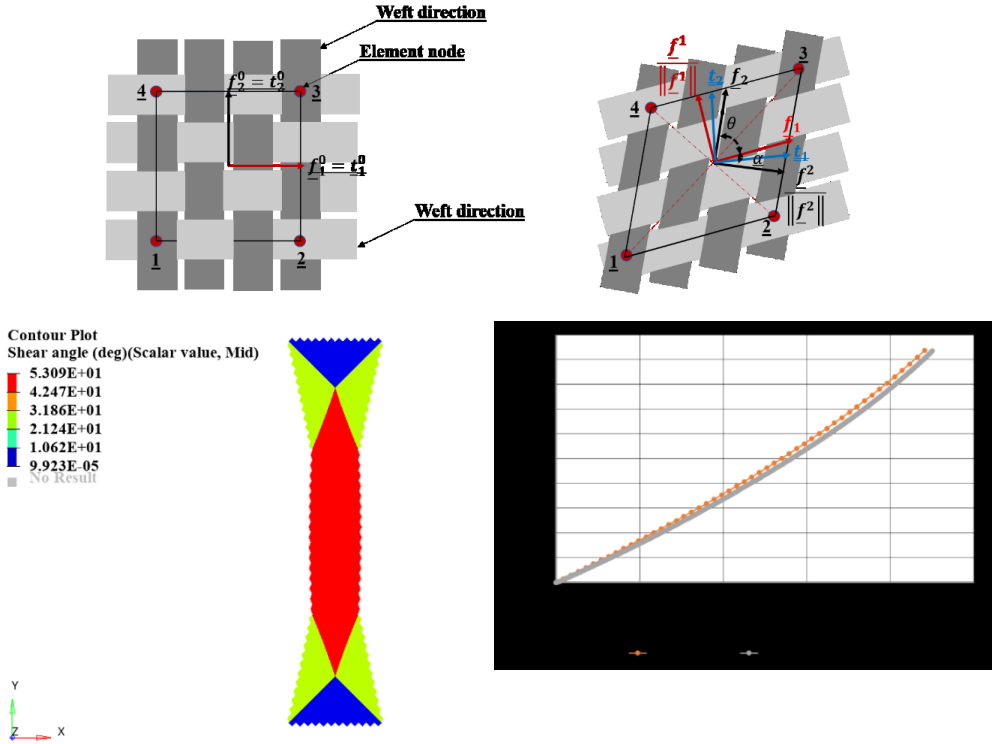 Weft direction
Element node
4
3
f₂⁰ = t₂⁰
f₁⁰ = t₁⁰
Weft direction
1
2
f¹
‖f¹‖
t₂
f₂
3
4
θ
f₁
t₁
α
f²
‖f²‖
2
1
Contour Plot
Shear angle (deg)(Scalar value, Mid)
5.309E+01
4.247E+01
3.186E+01
2.124E+01
1.062E+01
9.923E-05
No Result
Y
Z X